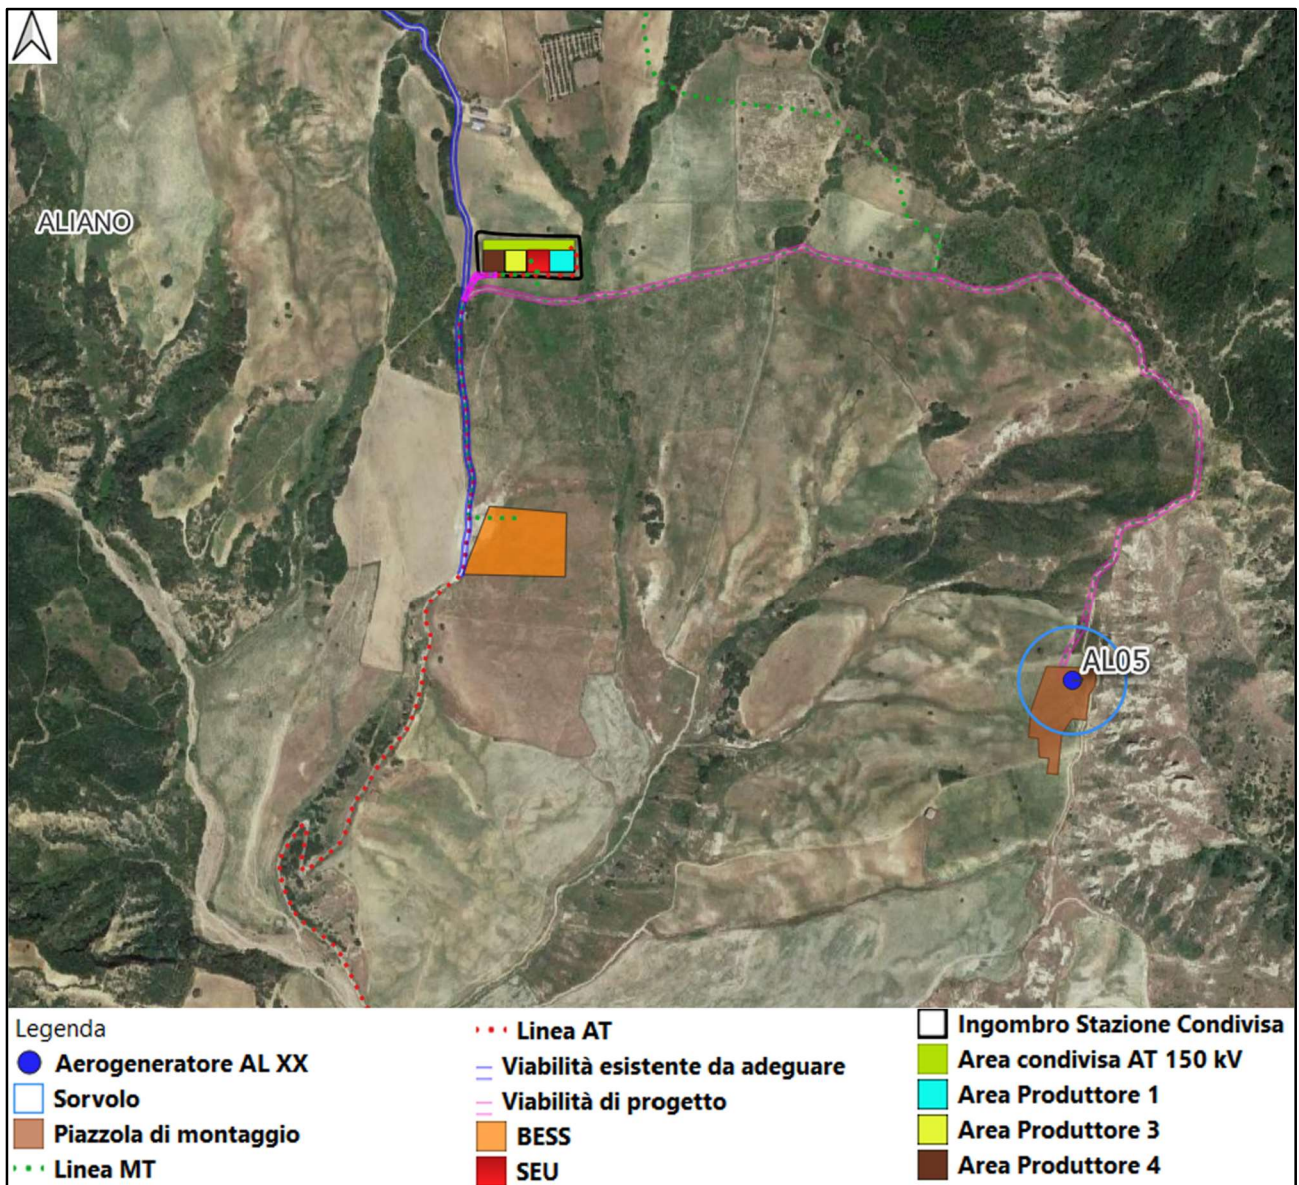 ALIANO
AL05
Legenda
Aerogeneratore AL XX
Sorvolo
Piazzola di montaggio
Linea MT
Linea AT
Viabilità esistente da adeguare
Viabilità di progetto
BESS
SEU
Ingombro Stazione Condivisa
Area condivisa AT 150 kV
Area Produttore 1
Area Produttore 3
Area Produttore 4